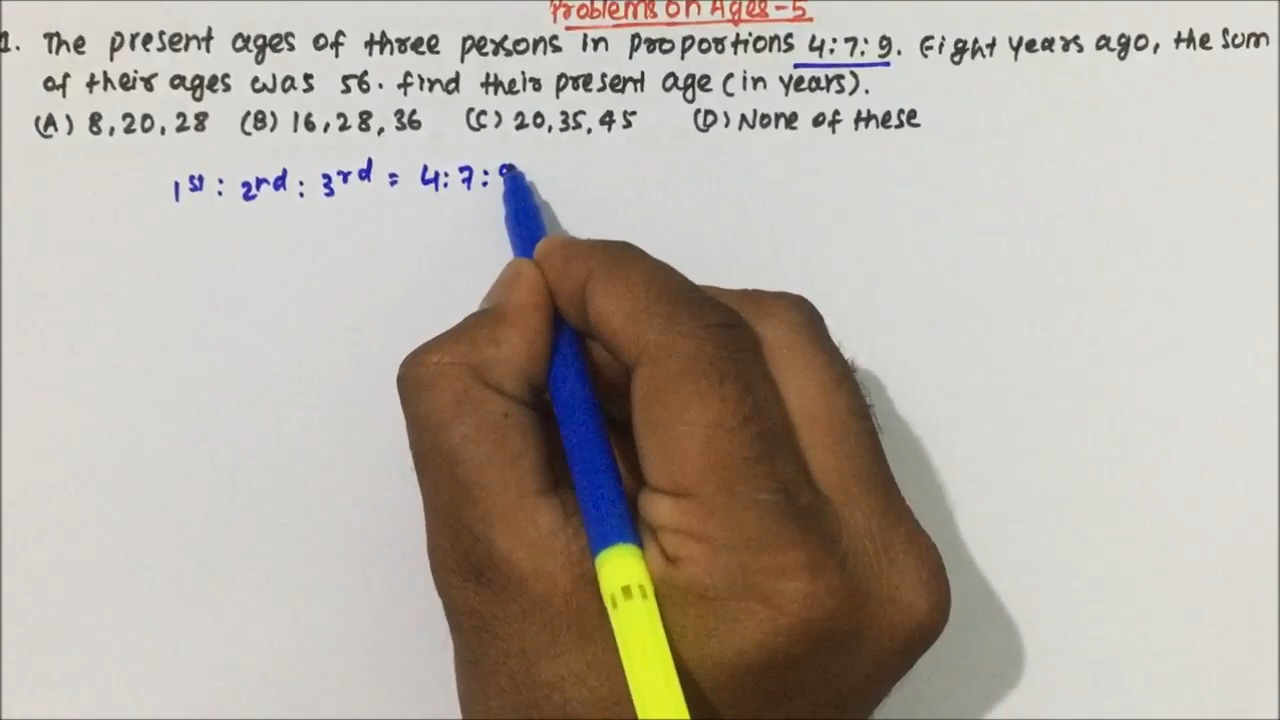 Problems on Ages-5
1. The present ages of three persons in proportions 4:7:9. Eight years ago, the sum
of their ages was 56. find their present age (in years).
(A) 8,20,28 (B) 16,28,36 (C) 20,35,45 (D) None of these
1st : 2nd : 3rd = 4:7: